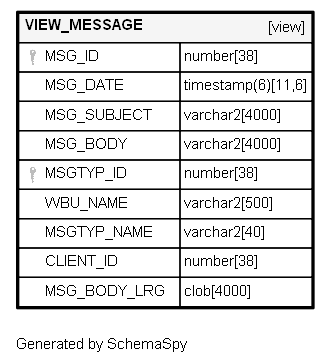 VIEW_MESSAGE [view]
MSG_ID number[38]
MSG_DATE timestamp(6)[11,6]
MSG_SUBJECT varchar2[4000]
MSG_BODY varchar2[4000]
MSGTYP_ID number[38]
WBU_NAME varchar2[500]
MSGTYP_NAME varchar2[40]
CLIENT_ID number[38]
MSG_BODY_LRG clob[4000]
Generated by SchemaSpy